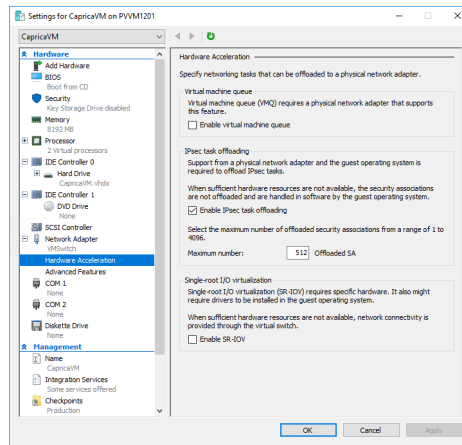 Settings for CapricaVM on PVVM1201
CapricaVM
Hardware
Add Hardware
BIOS
Boot from CD
Security
Key Storage Drive disabled
Memory
8192 MB
Processor
2 Virtual processors
IDE Controller 0
Hard Drive
CapricaVM.vhdx
IDE Controller 1
DVD Drive
None
SCSI Controller
Network Adapter
VMSwitch
Hardware Acceleration
Advanced Features
COM 1
None
COM 2
None
Diskette Drive
None
Management
Name
CapricaVM
Integration Services
Some services offered
Checkpoints
Production
Hardware Acceleration
Specify networking tasks that can be offloaded to a physical network adapter.
Virtual machine queue
Virtual machine queue (VMQ) requires a physical network adapter that supports
this feature.
Enable virtual machine queue
IPsec task offloading
Support from a physical network adapter and the guest operating system is
required to offload IPsec tasks.
When sufficient hardware resources are not available, the security associations
are not offloaded and are handled in software by the guest operating system.
Enable IPsec task offloading
Select the maximum number of offloaded security associations from a range of 1 to
4096.
Maximum number: 512 Offloaded SA
Single-root I/O virtualization
Single-root I/O virtualization (SR-IOV) requires specific hardware. It also might
require drivers to be installed in the guest operating system.
When sufficient hardware resources are not available, network connectivity is
provided through the virtual switch.
Enable SR-IOV
OK Cancel Apply